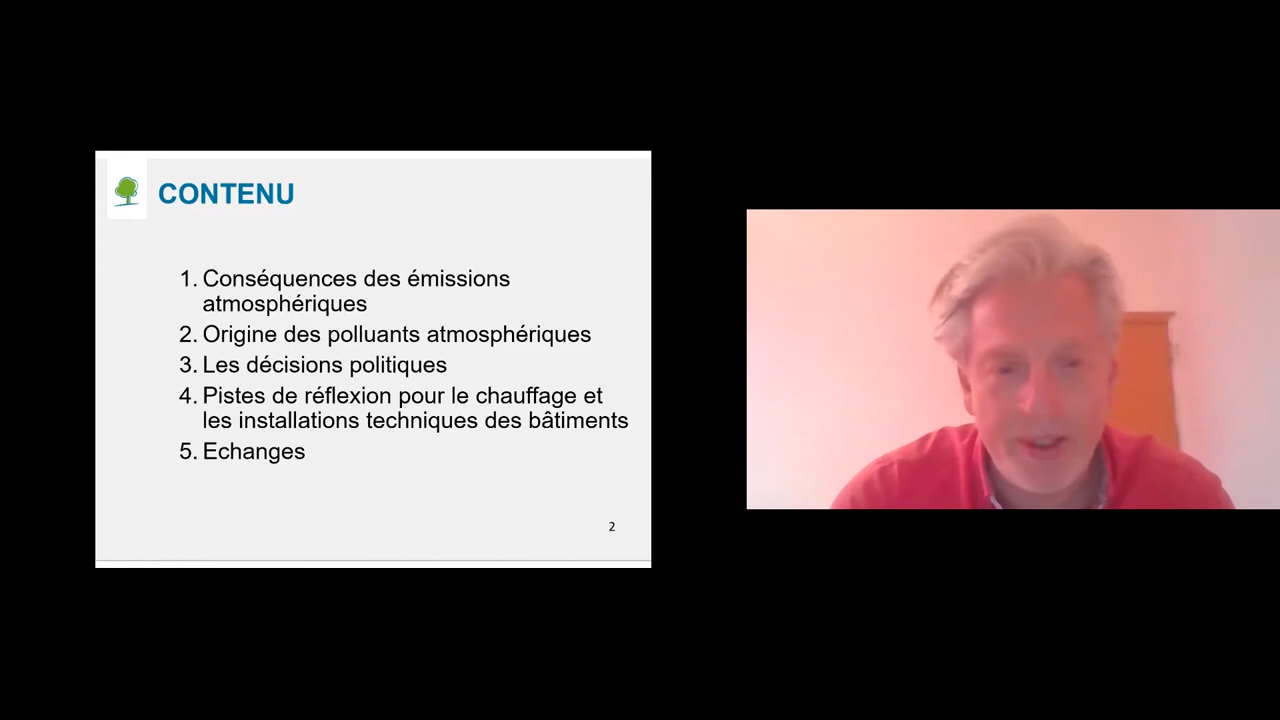 CONTENU
1. Conséquences des émissions
atmosphériques
2. Origine des polluants atmosphériques
3. Les décisions politiques
4. Pistes de réflexion pour le chauffage et
les installations techniques des bâtiments
5. Echanges
2